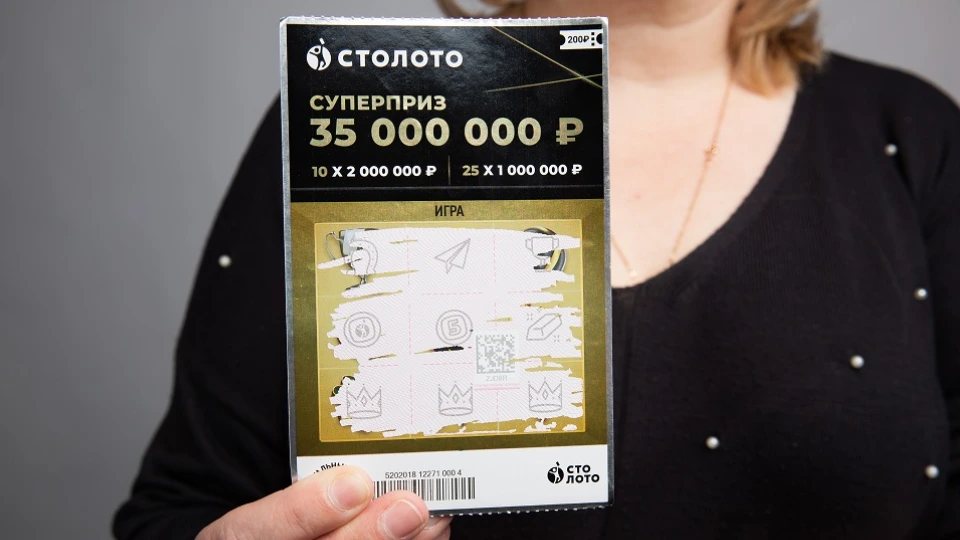 200₽
СТОЛОТО
СУПЕРПРИЗ
35 000 000 ₽
10 X 2 000 000 ₽
25 X 1 000 000 ₽
ИГРА
5
5202018 12271 000 4
СТО
ЛОТО